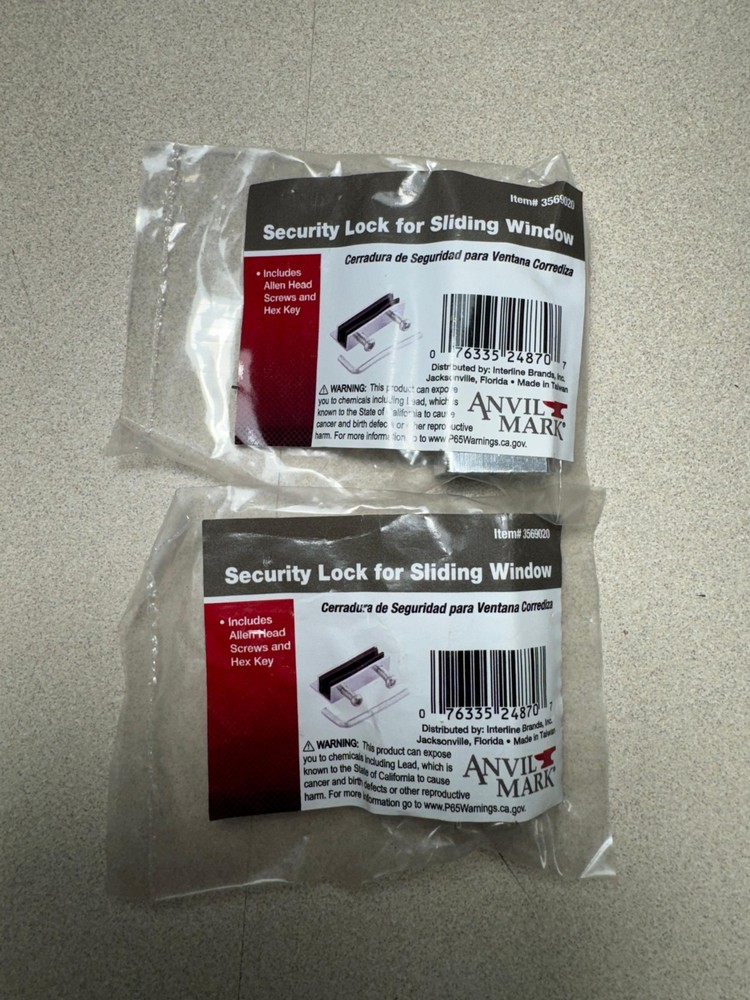 Item# 3569020
Security Lock for Sliding Window
Cerradura de Seguridad para Ventana Corrediza
• Includes
Allen Head
Screws and
Hex Key
0 76335 24870 7
Distributed by: Interline Brands, Inc.
Jacksonville, Florida • Made in Taiwan
⚠ WARNING: This product can expose
you to chemicals including Lead, which is
known to the State of California to cause
cancer and birth defects or other reproductive
harm. For more information go to www.P65Warnings.ca.gov.
ANVIL
MARK®
Item# 3569020
Security Lock for Sliding Window
Cerradura de Seguridad para Ventana Corrediza
• Includes
Allen Head
Screws and
Hex Key
0 76335 24870 7
Distributed by: Interline Brands, Inc.
Jacksonville, Florida • Made in Taiwan
⚠ WARNING: This product can expose
you to chemicals including Lead, which is
known to the State of California to cause
cancer and birth defects or other reproductive
harm. For more information go to www.P65Warnings.ca.gov.
ANVIL
MARK®